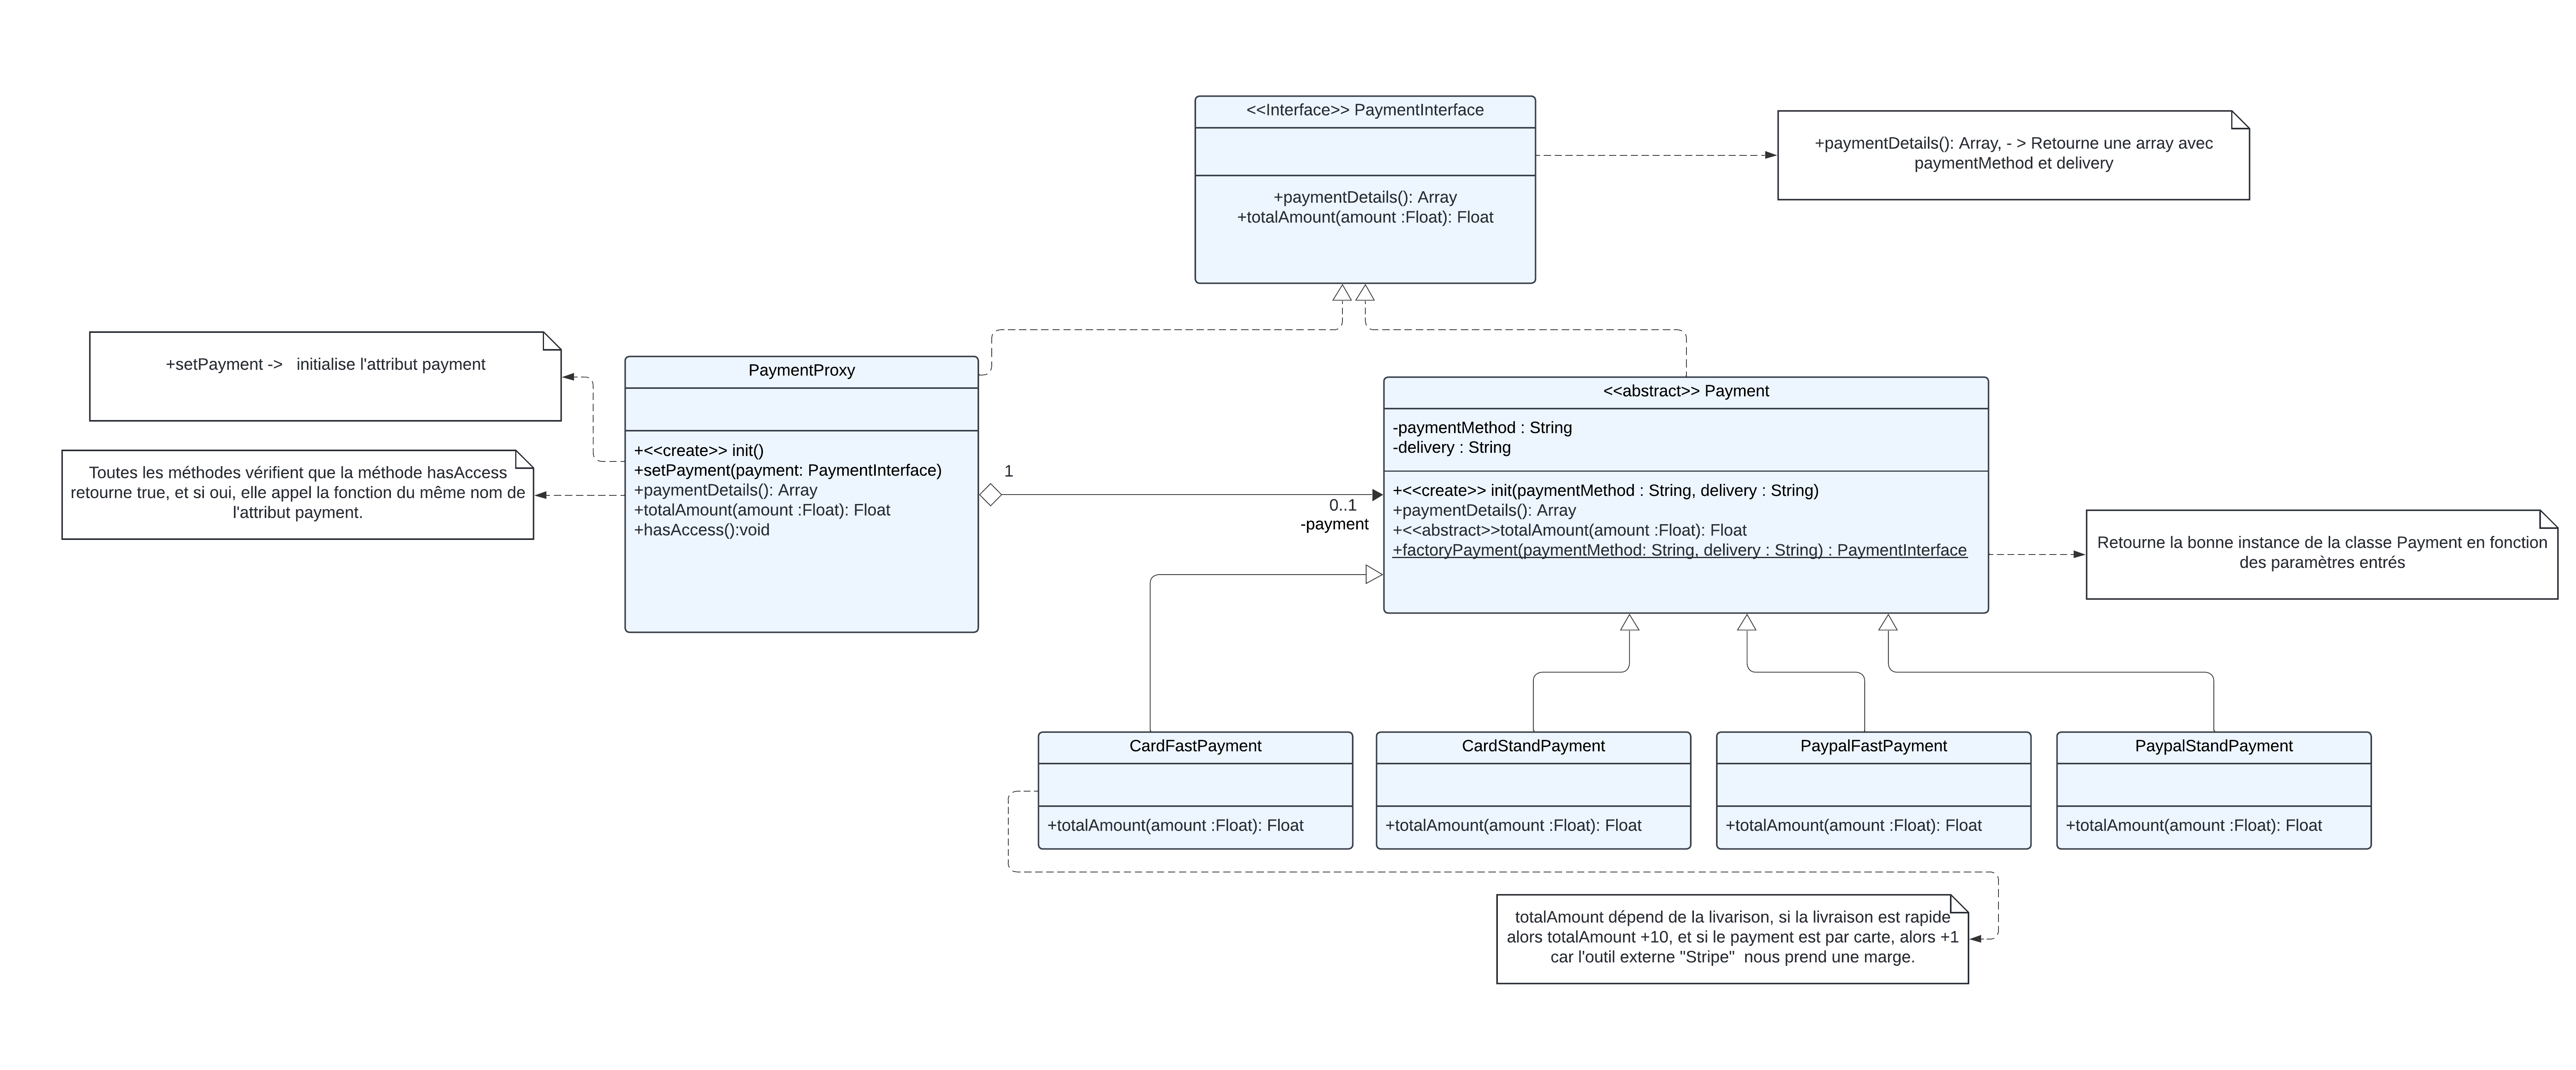 <<Interface>> PaymentInterface
+paymentDetails(): Array
+totalAmount(amount :Float): Float
+paymentDetails(): Array, - > Retourne une array avec
paymentMethod et delivery
+setPayment -> initialise l'attribut payment
Toutes les méthodes vérifient que la méthode hasAccess
retourne true, et si oui, elle appel la fonction du même nom de
l'attribut payment.
PaymentProxy
+<<create>> init()
+setPayment(payment: PaymentInterface)
+paymentDetails(): Array
+totalAmount(amount :Float): Float
+hasAccess():void
1
0..1
-payment
<<abstract>> Payment
-paymentMethod : String
-delivery : String
+<<create>> init(paymentMethod : String, delivery : String)
+paymentDetails(): Array
+<<abstract>>totalAmount(amount :Float): Float
+factoryPayment(paymentMethod: String, delivery : String) : PaymentInterface
Retourne la bonne instance de la classe Payment en fonction
des paramètres entrés
CardFastPayment
+totalAmount(amount :Float): Float
CardStandPayment
+totalAmount(amount :Float): Float
PaypalFastPayment
+totalAmount(amount :Float): Float
PaypalStandPayment
+totalAmount(amount :Float): Float
totalAmount dépend de la livarison, si la livraison est rapide
alors totalAmount +10, et si le payment est par carte, alors +1
car l'outil externe "Stripe" nous prend une marge.